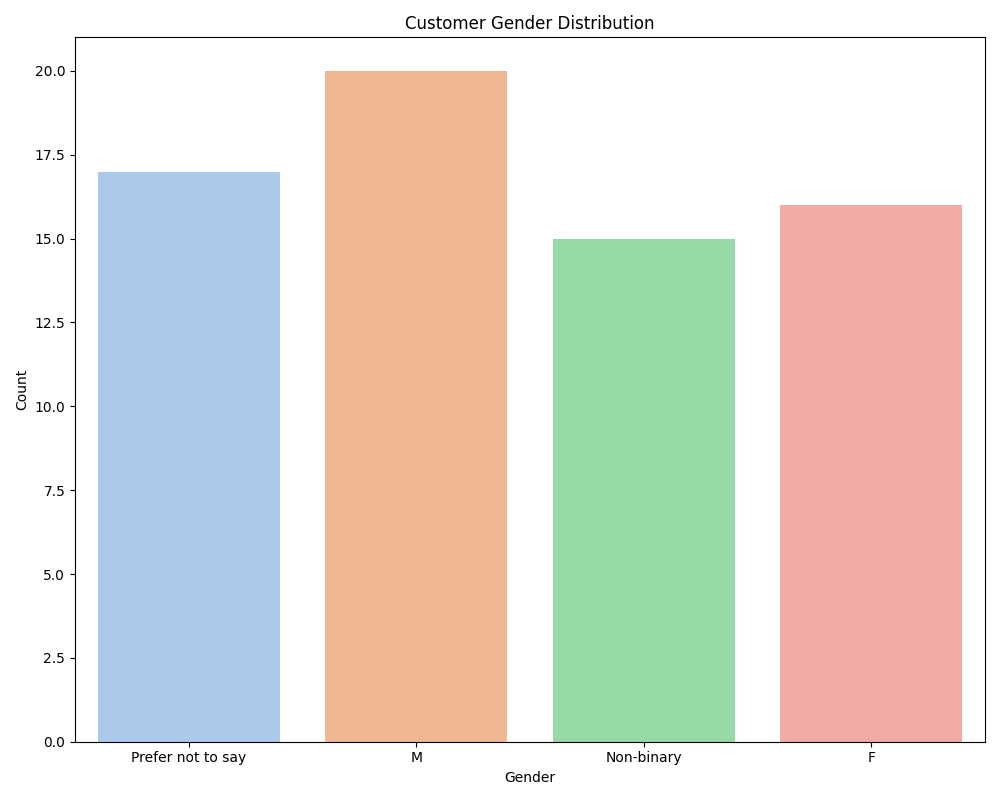 Customer Gender Distribution
20.0
17.5
15.0
12.5
10.0
7.5
5.0
2.5
0.0
Count
Prefer not to say
M
Non-binary
F
Gender